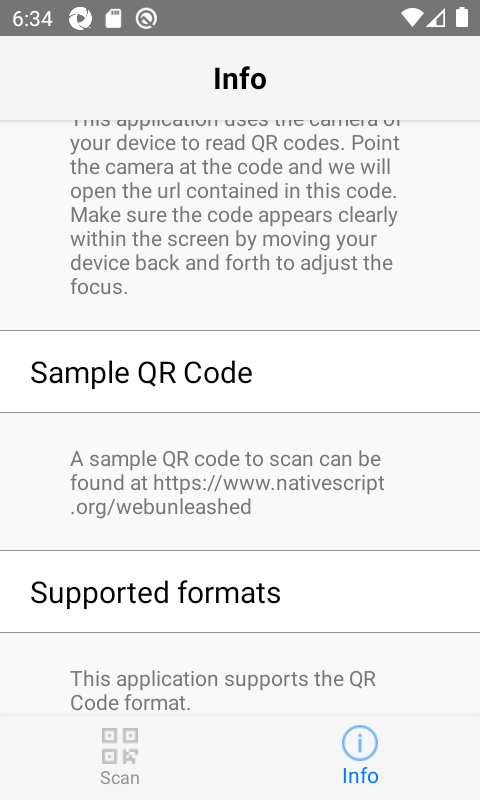 6:34
Info
This application uses the camera of
your device to read QR codes. Point
the camera at the code and we will
open the url contained in this code.
Make sure the code appears clearly
within the screen by moving your
device back and forth to adjust the
focus.
Sample QR Code
A sample QR code to scan can be
found at https://www.nativescript
.org/webunleashed
Supported formats
This application supports the QR
Code format.
Scan
Info